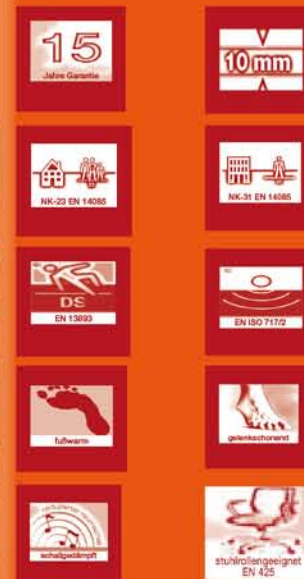 15
Jahre Garantie
10 mm
NK-23 EN 14085
NK-31 EN 14085
DS
EN 13893
EN ISO 717/2
fußwarm
gelenkschonend
reduzierter
schallgedämpft
stuhlrollengeeignet
EN 425